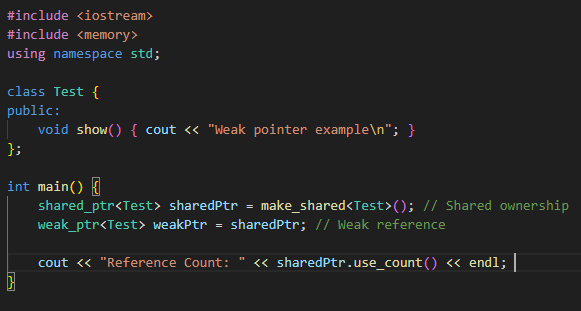 #include <iostream>
#include <memory>
using namespace std;

class Test {
public:
    void show() { cout << "Weak pointer example\n"; }
};

int main() {
    shared_ptr<Test> sharedPtr = make_shared<Test>(); // Shared ownership
    weak_ptr<Test> weakPtr = sharedPtr; // Weak reference

    cout << "Reference Count: " << sharedPtr.use_count() << endl;
}